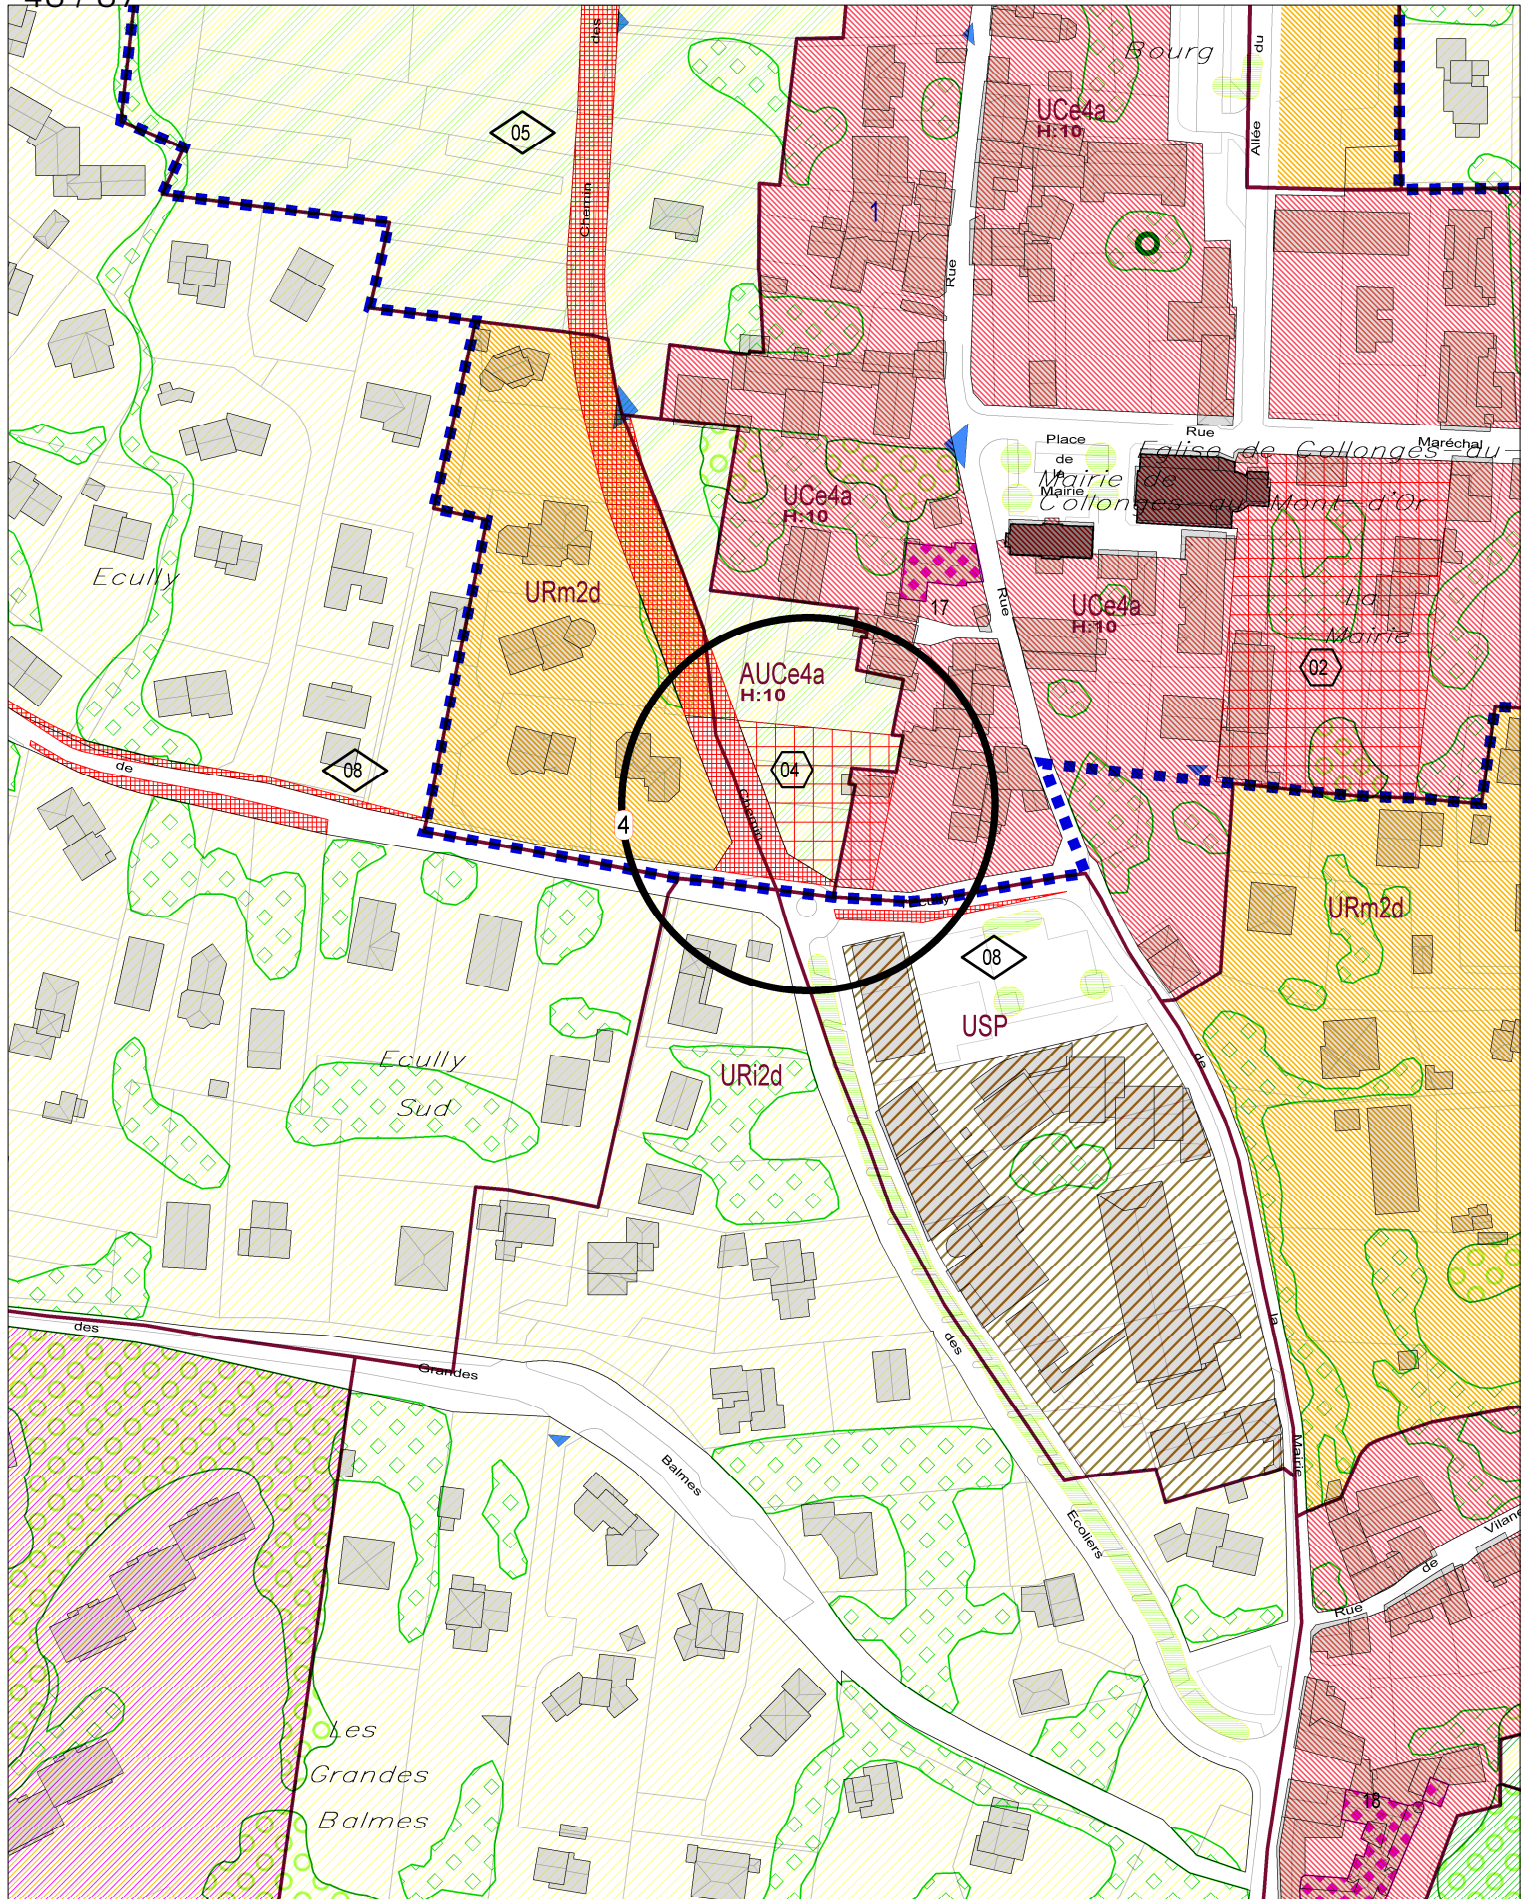 des
Bourg
Allée
du
UCe4a
H:10
05
Chemin
1
Rue
Rue
Maréchal
Place
de
la
Mairie
Eglise de Collonges-au-
Mairie de
Collonges au Mont-d'Or
UCe4a
H:10
Ecully
URm2d
17
Rue
UCe4a
H:10
La
Mairie
02
AUCe4a
H:10
de
08
04
Chemin
4
Ecully
URm2d
08
USP
de
Ecully
Sud
URi2d
la
des
Grandes
des
Mairie
Balmes
Ecoliers
Rue
de
Les
Grandes
Balmes
18